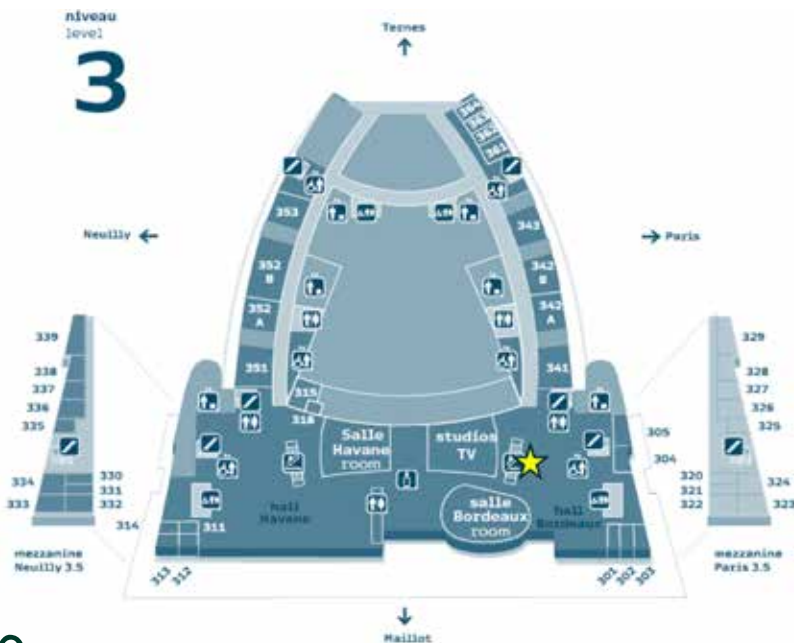 niveau
level
3
Ternes
364
363
362
361
Neuilly
Paris
353
343
352
B
342
B
352
A
342
A
351
341
315
318
339
338
337
336
335
334
333
330
331
332
329
328
327
326
325
324
323
320
321
322
305
304
Salle
Havane
room
studios
TV
hall
Havane
salle
Bordeaux
room
hall
Bordeaux
314
311
313
312
301
302
303
mezzanine
Neuilly 3.5
mezzanine
Paris 3.5
Maillot